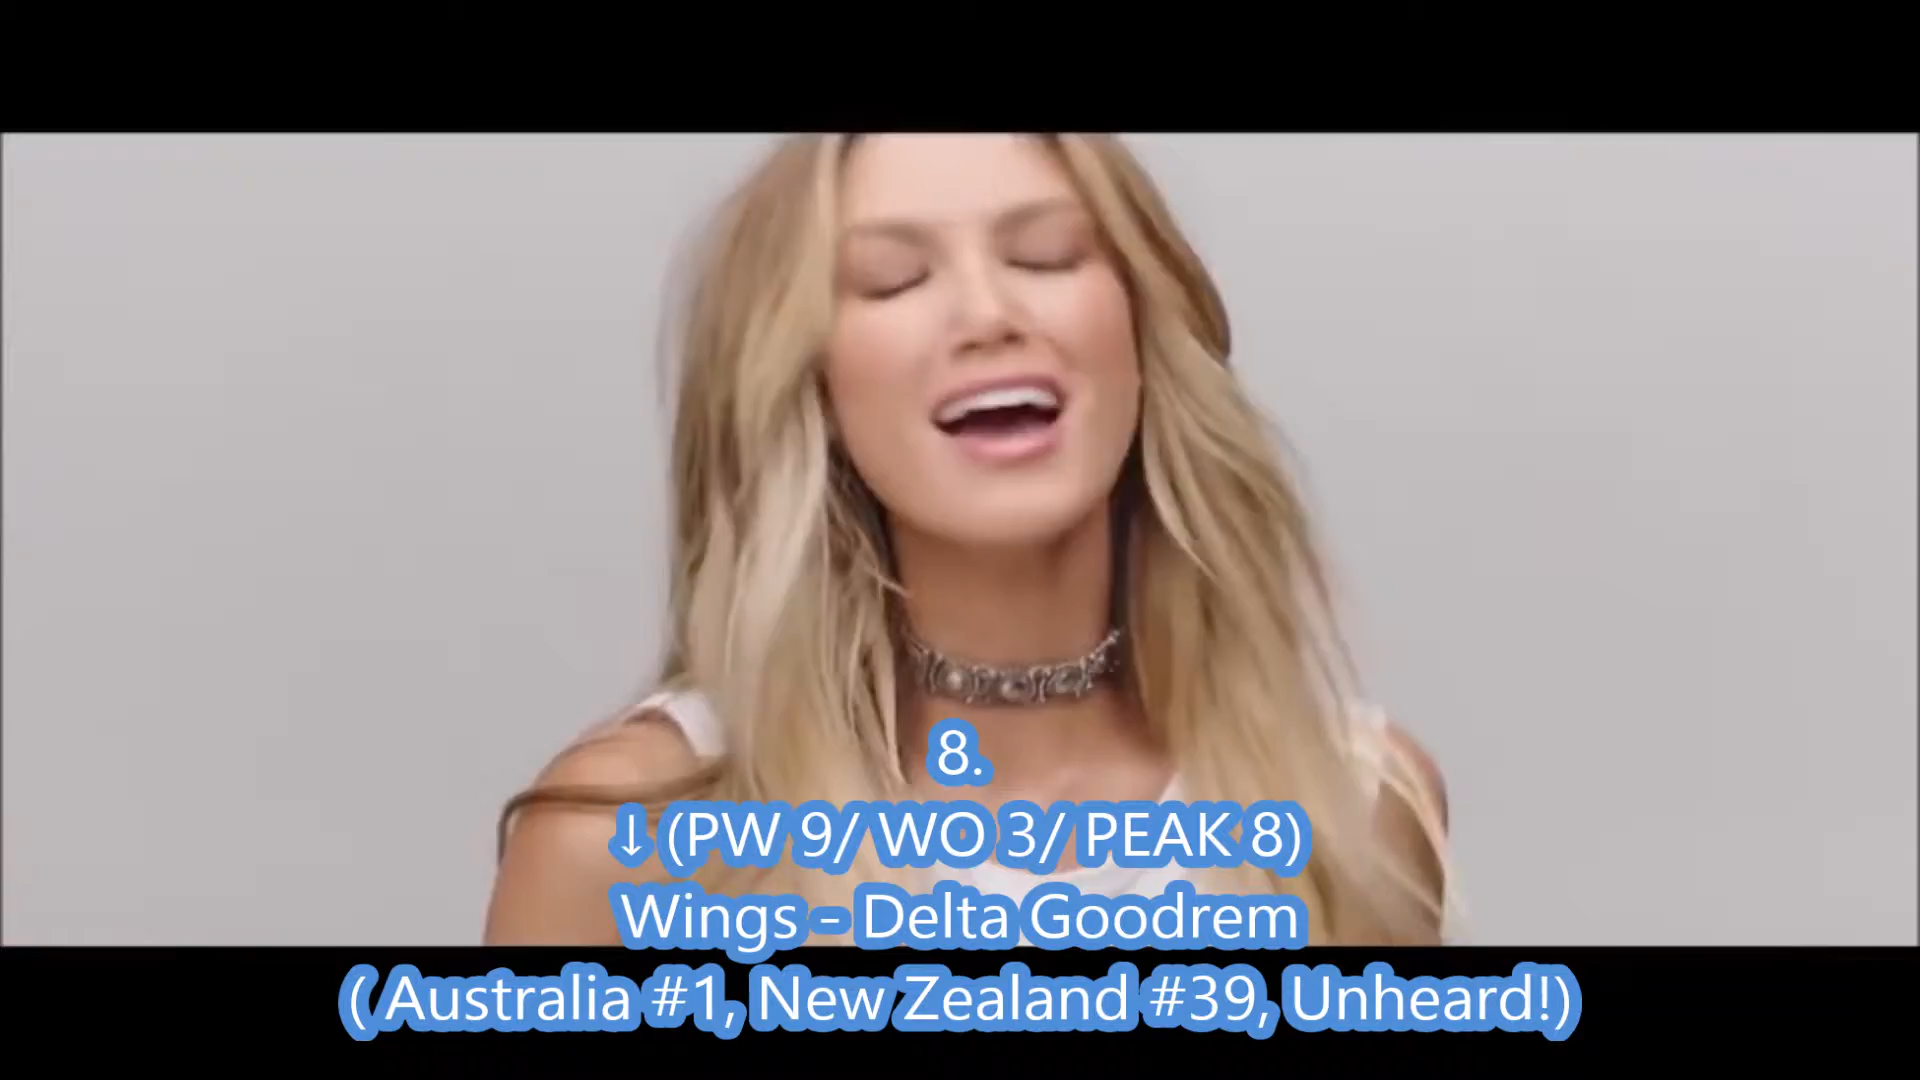 8.
↓ (PW 9/ WO 3/ PEAK 8)
Wings - Delta Goodrem
( Australia #1, New Zealand #39, Unheard!)